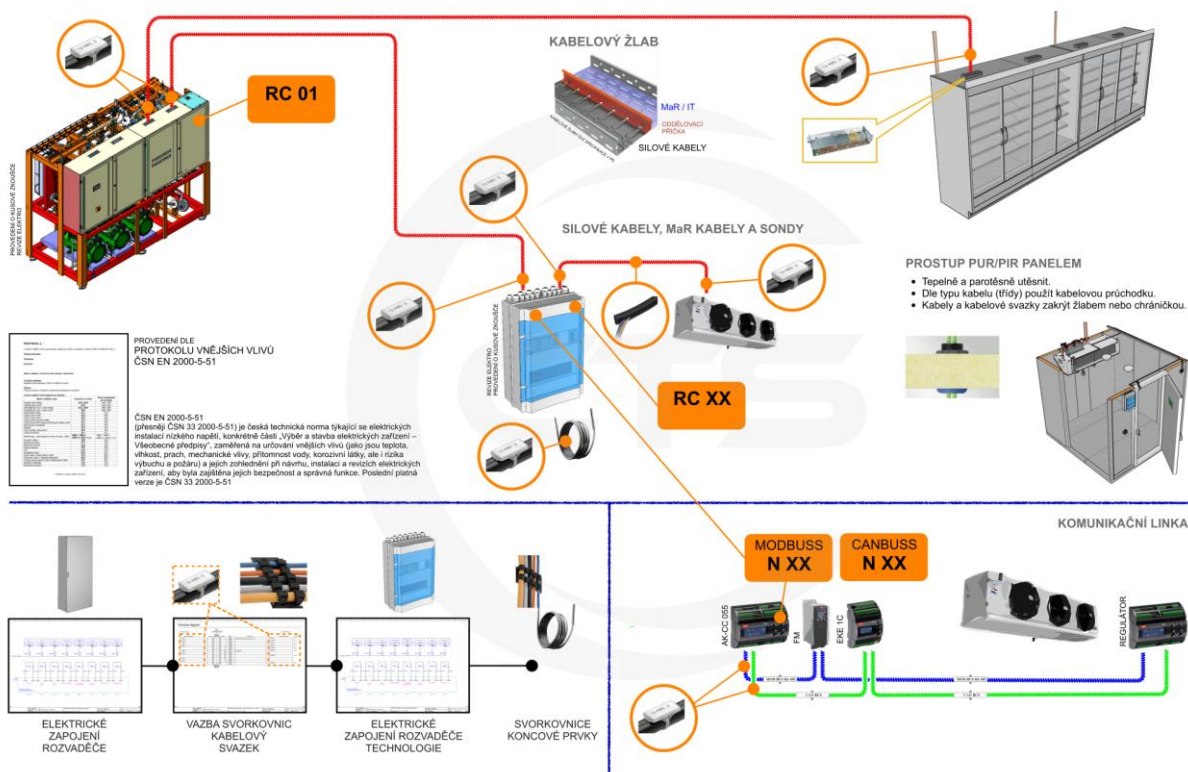 KABELOVÝ ŽLAB
RC 01
MaR / IT
ODDĚLOVACÍ
PŘÍČKA
SILOVÉ KABELY
PROVEDENÍ O KUSOVÉ ZKOUŠCE
REVIZE ELEKTRO
SILOVÉ KABELY, MaR KABELY A SONDY
PROSTUP PUR/PIR PANELEM
• Tepelně a parotěsně utěsnit.
• Dle typu kabelu (třídy) použít kabelovou průchodku.
• Kabely a kabelové svazky zakrýt žlabem nebo chráničkou.
REVIZE ELEKTRO
PROVEDENÍ O KUSOVÉ ZKOUŠCE
RC XX
PROVEDENÍ DLE
PROTOKOLU VNĚJŠÍCH VLIVŮ
ČSN EN 2000-5-51
ČSN EN 2000-5-51
(přesněji ČSN 33 2000-5-51) je česká technická norma týkající se elektrických
instalací nízkého napětí, konkrétně části „Výběr a stavba elektrických zařízení –
Všeobecné předpisy", zaměřená na určování vnějších vlivů (jako jsou teplota,
vlhkost, prach, mechanické vlivy, přítomnost vody, korozivní látky, ale i rizika
výbuchu a požáru) a jejich zohlednění při návrhu, instalaci a revizích elektrických
zařízení, aby byla zajištěna jejich bezpečnost a správná funkce. Poslední platná
verze je ČSN 33 2000-5-51
KOMUNIKAČNÍ LINKA
MODBUSS
N XX
CANBUSS
N XX
AK-CC 055
FM
EKE 1C
REGULÁTOR
ELEKTRICKÉ
ZAPOJENÍ
ROZVADĚČE
VAZBA SVORKOVNIC
KABELOVÝ
SVAZEK
ELEKTRICKÉ
ZAPOJENÍ ROZVADĚČE
TECHNOLOGIE
SVORKOVNICE
KONCOVÉ PRVKY